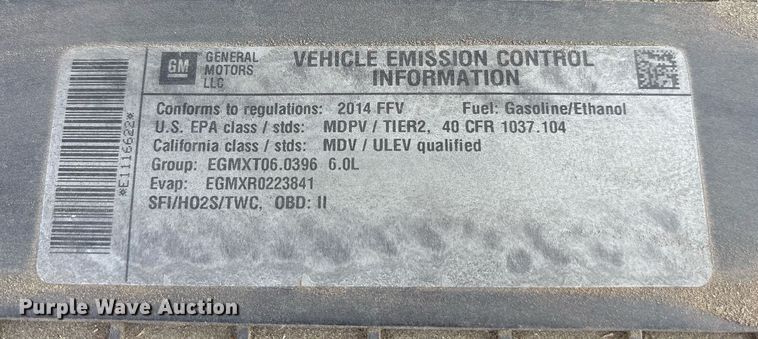 GM
GENERAL
MOTORS
LLC
VEHICLE EMISSION CONTROL
INFORMATION
*E1116622*
Conforms to regulations: 2014 FFV Fuel: Gasoline/Ethanol
U.S. EPA class / stds: MDPV / TIER2, 40 CFR 1037.104
California class / stds: MDV / ULEV qualified
Group: EGMXT06.0396 6.0L
Evap: EGMXR0223841
SFI/HO2S/TWC, OBD: II
Purple Wave Auction